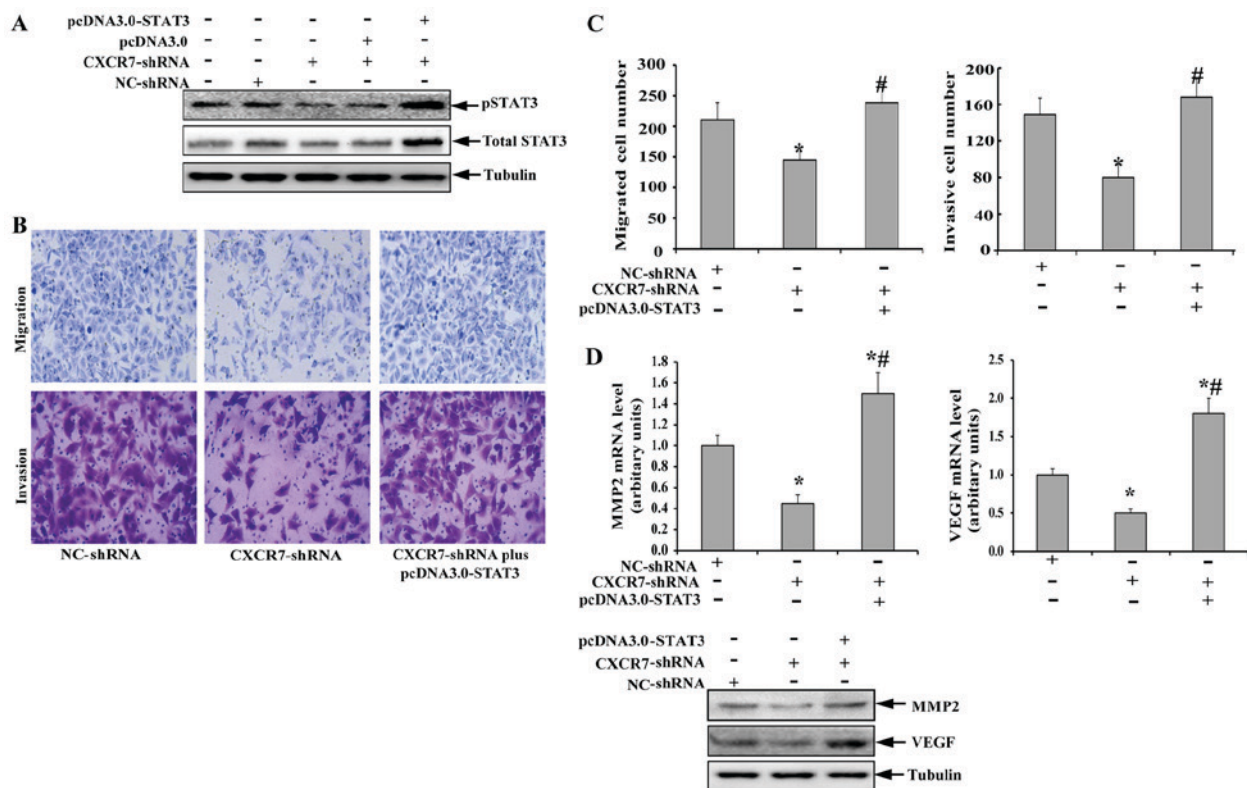 A
pcDNA3.0-STAT3 - - - - +
pcDNA3.0 - - - + -
CXCR7-shRNA - - + + +
NC-shRNA - + - - -
pSTAT3
Total STAT3
Tubulin
B
Migration
Invasion
NC-shRNA
CXCR7-shRNA
CXCR7-shRNA plus
pcDNA3.0-STAT3
C
Migrated cell number
300
250
200
150
100
50
0
*
#
NC-shRNA + - -
CXCR7-shRNA - + +
pcDNA3.0-STAT3 - - +
Invasive cell number
200
160
120
80
40
0
*
#
+ - -
- + +
- - +
D
MMP2 mRNA level
(arbitary units)
1.8
1.6
1.4
1.2
1.0
0.8
0.6
0.4
0.2
0.0
*
*#
NC-shRNA + - -
CXCR7-shRNA - + +
pcDNA3.0-STAT3 - - +
VEGF mRNA level
(arbitary units)
2.5
2.0
1.5
1.0
0.5
0.0
*
*#
+ - -
- + +
- - +
pcDNA3.0-STAT3 - - +
CXCR7-shRNA - + +
NC-shRNA + - -
MMP2
VEGF
Tubulin